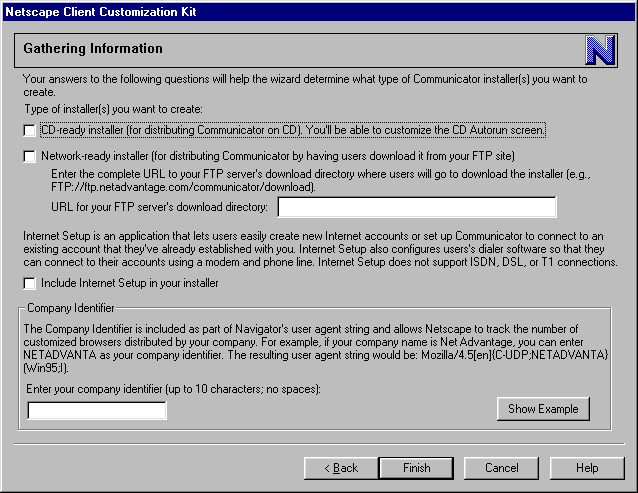 Netscape Client Customization Kit
Gathering Information
N
Your answers to the following questions will help the wizard determine what type of Communicator installer(s) you want to
create.
Type of installer(s) you want to create:
CD-ready installer (for distributing Communicator on CD). You'll be able to customize the CD Autorun screen.
Network-ready installer (for distributing Communicator by having users download it from your FTP site)
Enter the complete URL to your FTP server's download directory where users will go to download the installer (e.g.,
FTP://ftp.netadvantage.com/communicator/download).
URL for your FTP server's download directory:
Internet Setup is an application that lets users easily create new Internet accounts or set up Communicator to connect to an
existing account that they've already established with you. Internet Setup also configures users's dialer software so that they
can connect to their accounts using a modem and phone line. Internet Setup does not support ISDN, DSL, or T1 connections.
Include Internet Setup in your installer
Company Identifier
The Company Identifier is included as part of Navigator's user agent string and allows Netscape to track the number of
customized browsers distributed by your company. For example, if your company name is Net Advantage, you can enter
NETADVANTA as your company identifier. The resulting user agent string would be: Mozilla/4.5[en]{C-UDP;NETADVANTA}
(Win95;I).
Enter your company identifier (up to 10 characters; no spaces):
Show Example
< Back
Finish
Cancel
Help